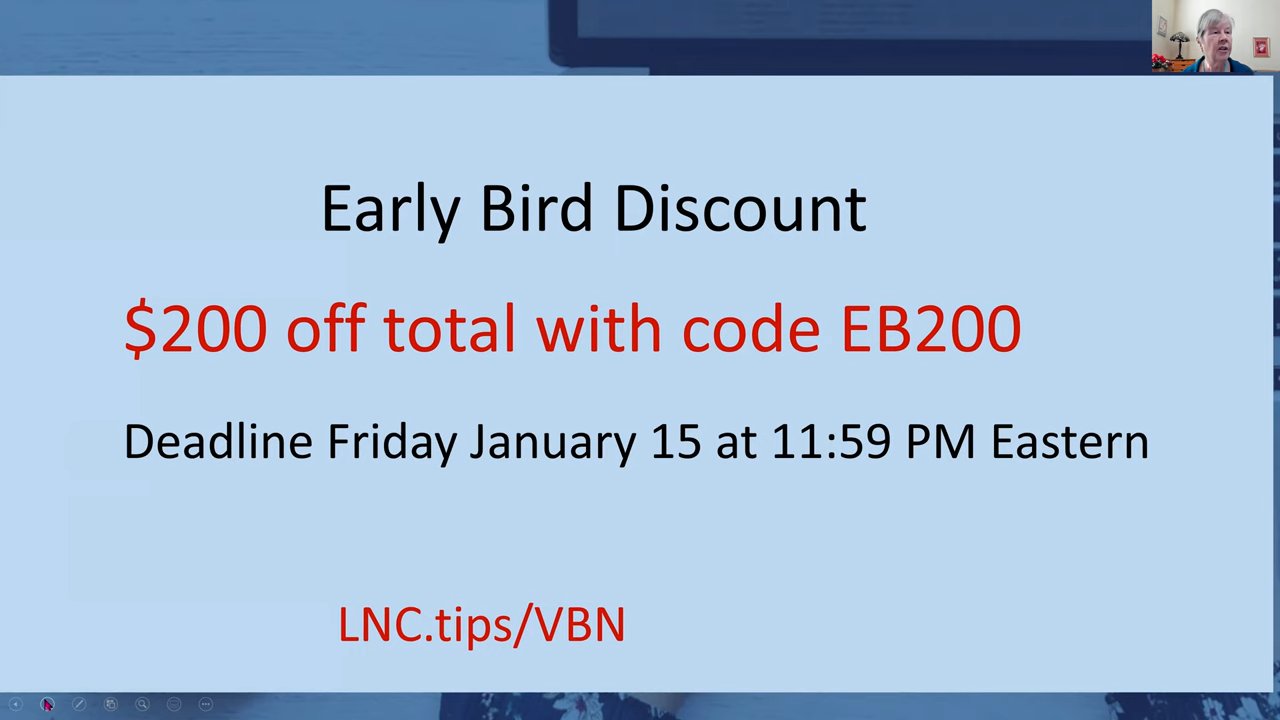 Early Bird Discount
$200 off total with code EB200
Deadline Friday January 15 at 11:59 PM Eastern
LNC.tips/VBN